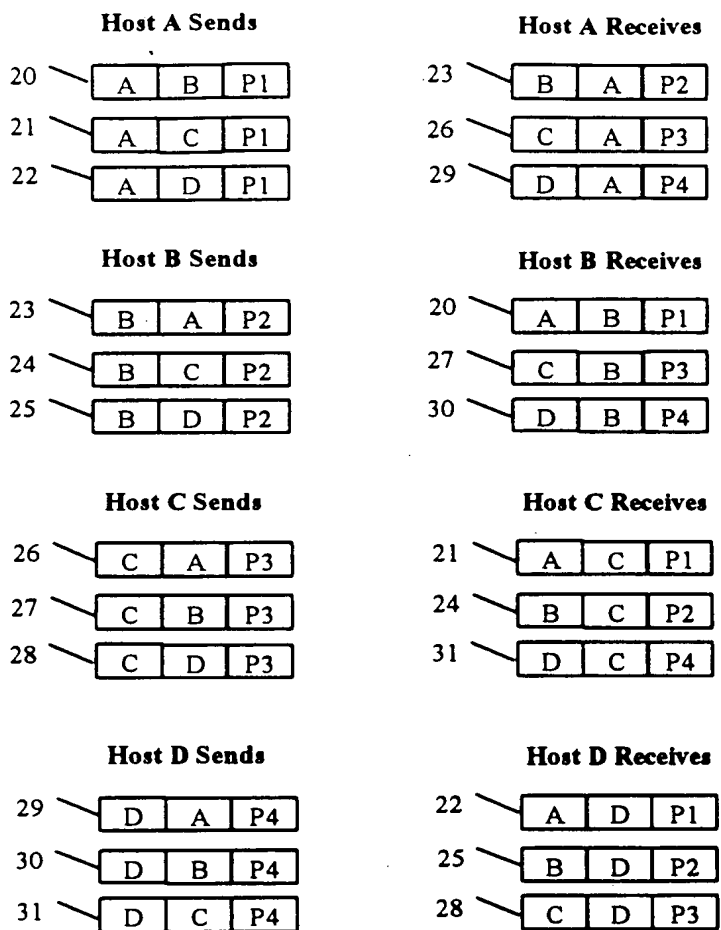 Host A Sends
20 A B P1
21 A C P1
22 A D P1
Host A Receives
23 B A P2
26 C A P3
29 D A P4
Host B Sends
23 B A P2
24 B C P2
25 B D P2
Host B Receives
20 A B P1
27 C B P3
30 D B P4
Host C Sends
26 C A P3
27 C B P3
28 C D P3
Host C Receives
21 A C P1
24 B C P2
31 D C P4
Host D Sends
29 D A P4
30 D B P4
31 D C P4
Host D Receives
22 A D P1
25 B D P2
28 C D P3